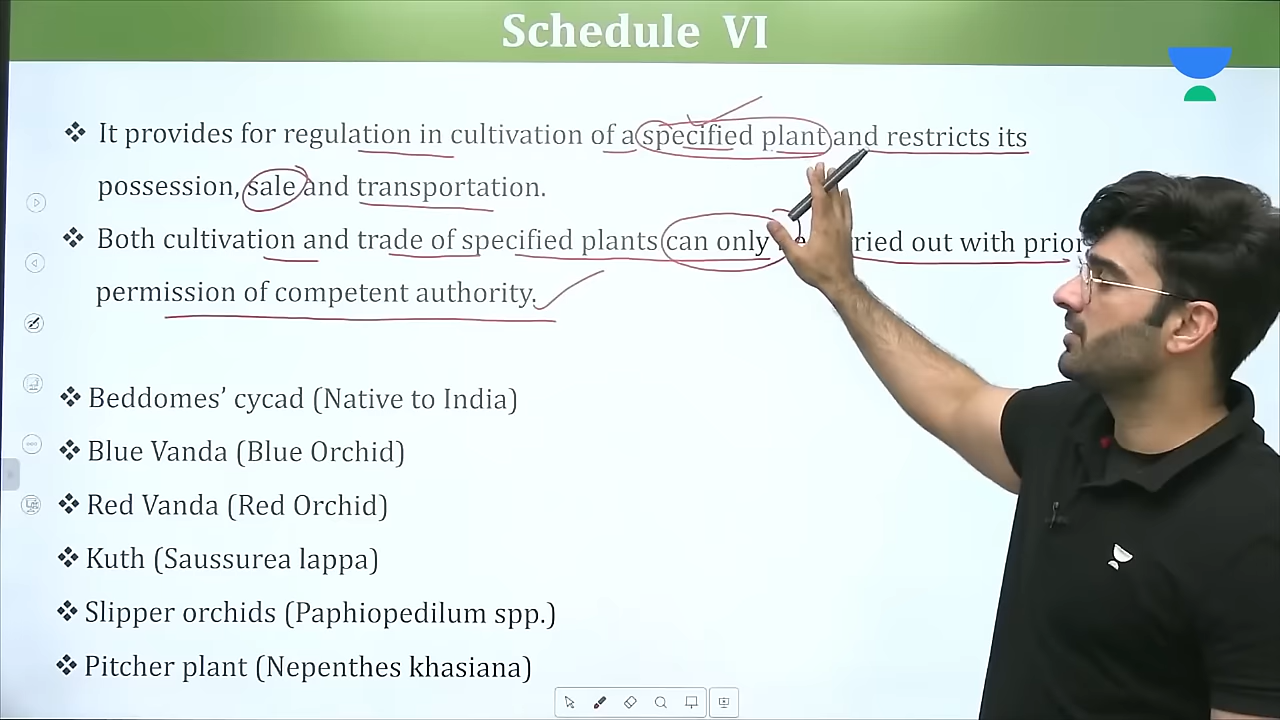 Schedule VI
❖ It provides for regulation in cultivation of a specified plant and restricts its
possession, sale and transportation.
❖ Both cultivation and trade of specified plants can only ried out with prior
permission of competent authority.
❖ Beddomes’ cycad (Native to India)
❖ Blue Vanda (Blue Orchid)
❖ Red Vanda (Red Orchid)
❖ Kuth (Saussurea lappa)
❖ Slipper orchids (Paphiopedilum spp.)
❖ Pitcher plant (Nepenthes khasiana)